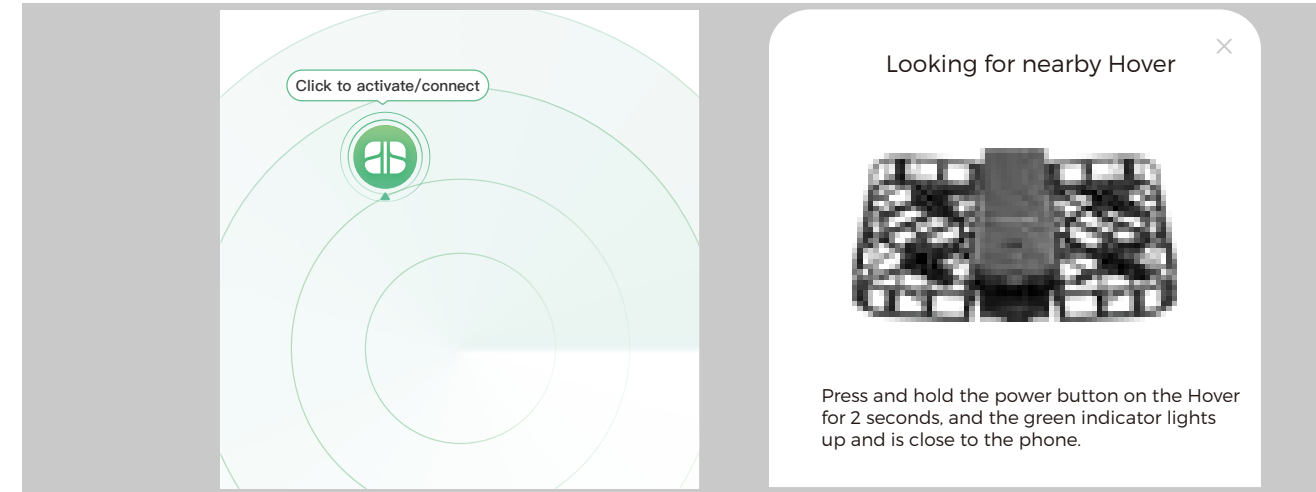 Click to activate/connect
Looking for nearby Hover
Press and hold the power button on the Hover
for 2 seconds, and the green indicator lights
up and is close to the phone.